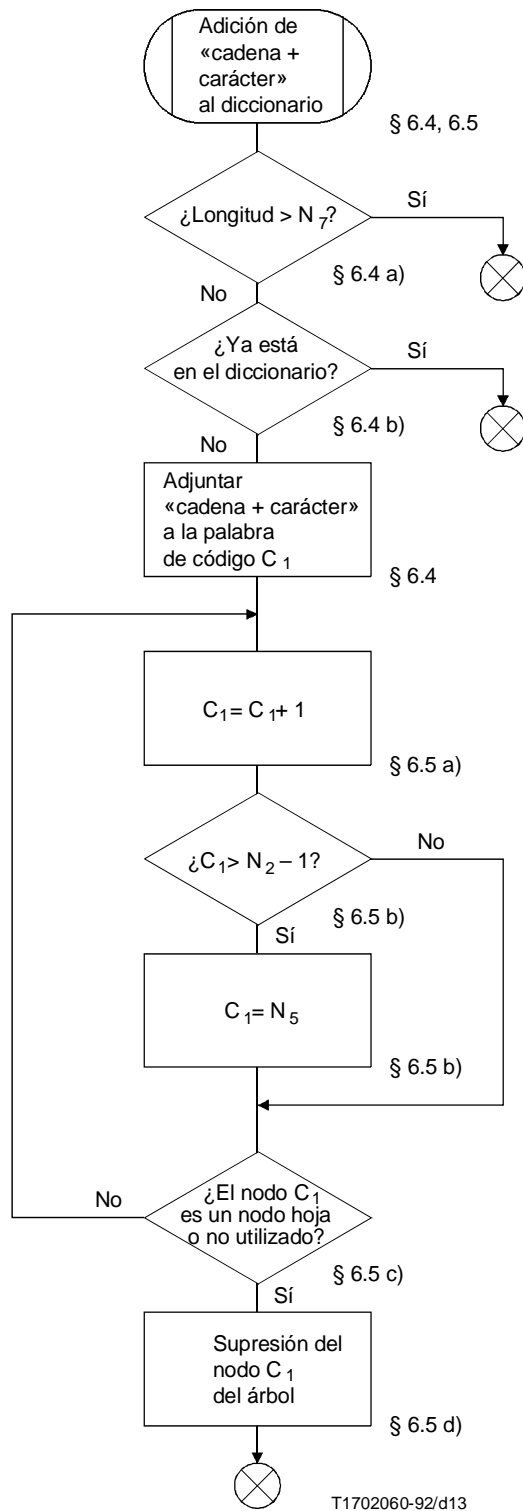 Adición de
«cadena +
carácter»
al diccionario
§ 6.4, 6.5
¿Longitud > N 7?
Sí
§ 6.4 a)
No
¿Ya está
en el diccionario?
Sí
§ 6.4 b)
No
Adjuntar
«cadena + carácter»
a la palabra
de código C 1
§ 6.4
C1 = C 1 + 1
§ 6.5 a)
¿C1 > N 2 – 1?
No
§ 6.5 b)
Sí
C 1 = N 5
§ 6.5 b)
¿El nodo C 1
es un nodo hoja
o no utilizado?
No
§ 6.5 c)
Sí
Supresión del
nodo C 1
del árbol
§ 6.5 d)
T1702060-92/d13